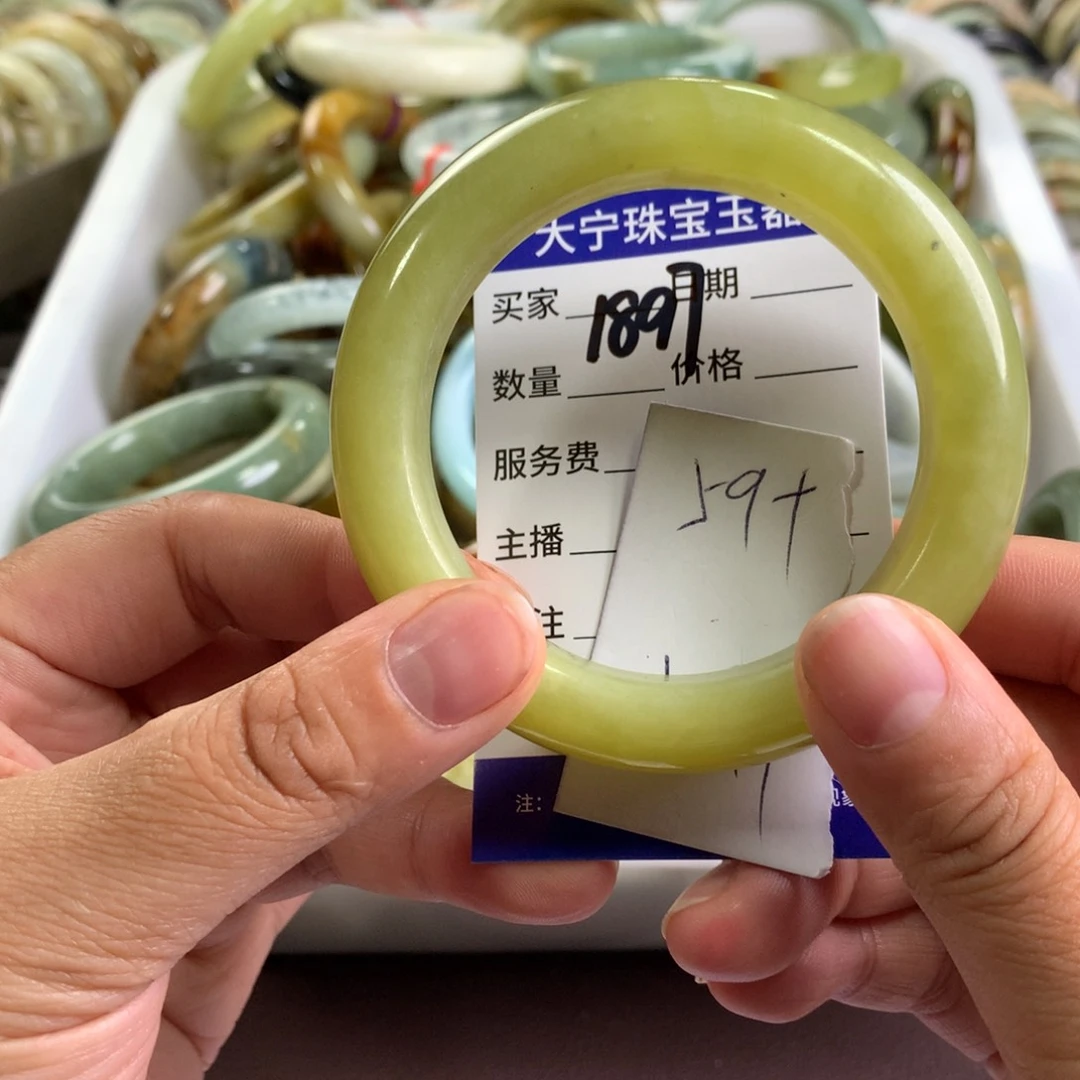 大宁珠宝玉器
买家 日期
1897
数量 价格
服务费
59+
主播
注
注: